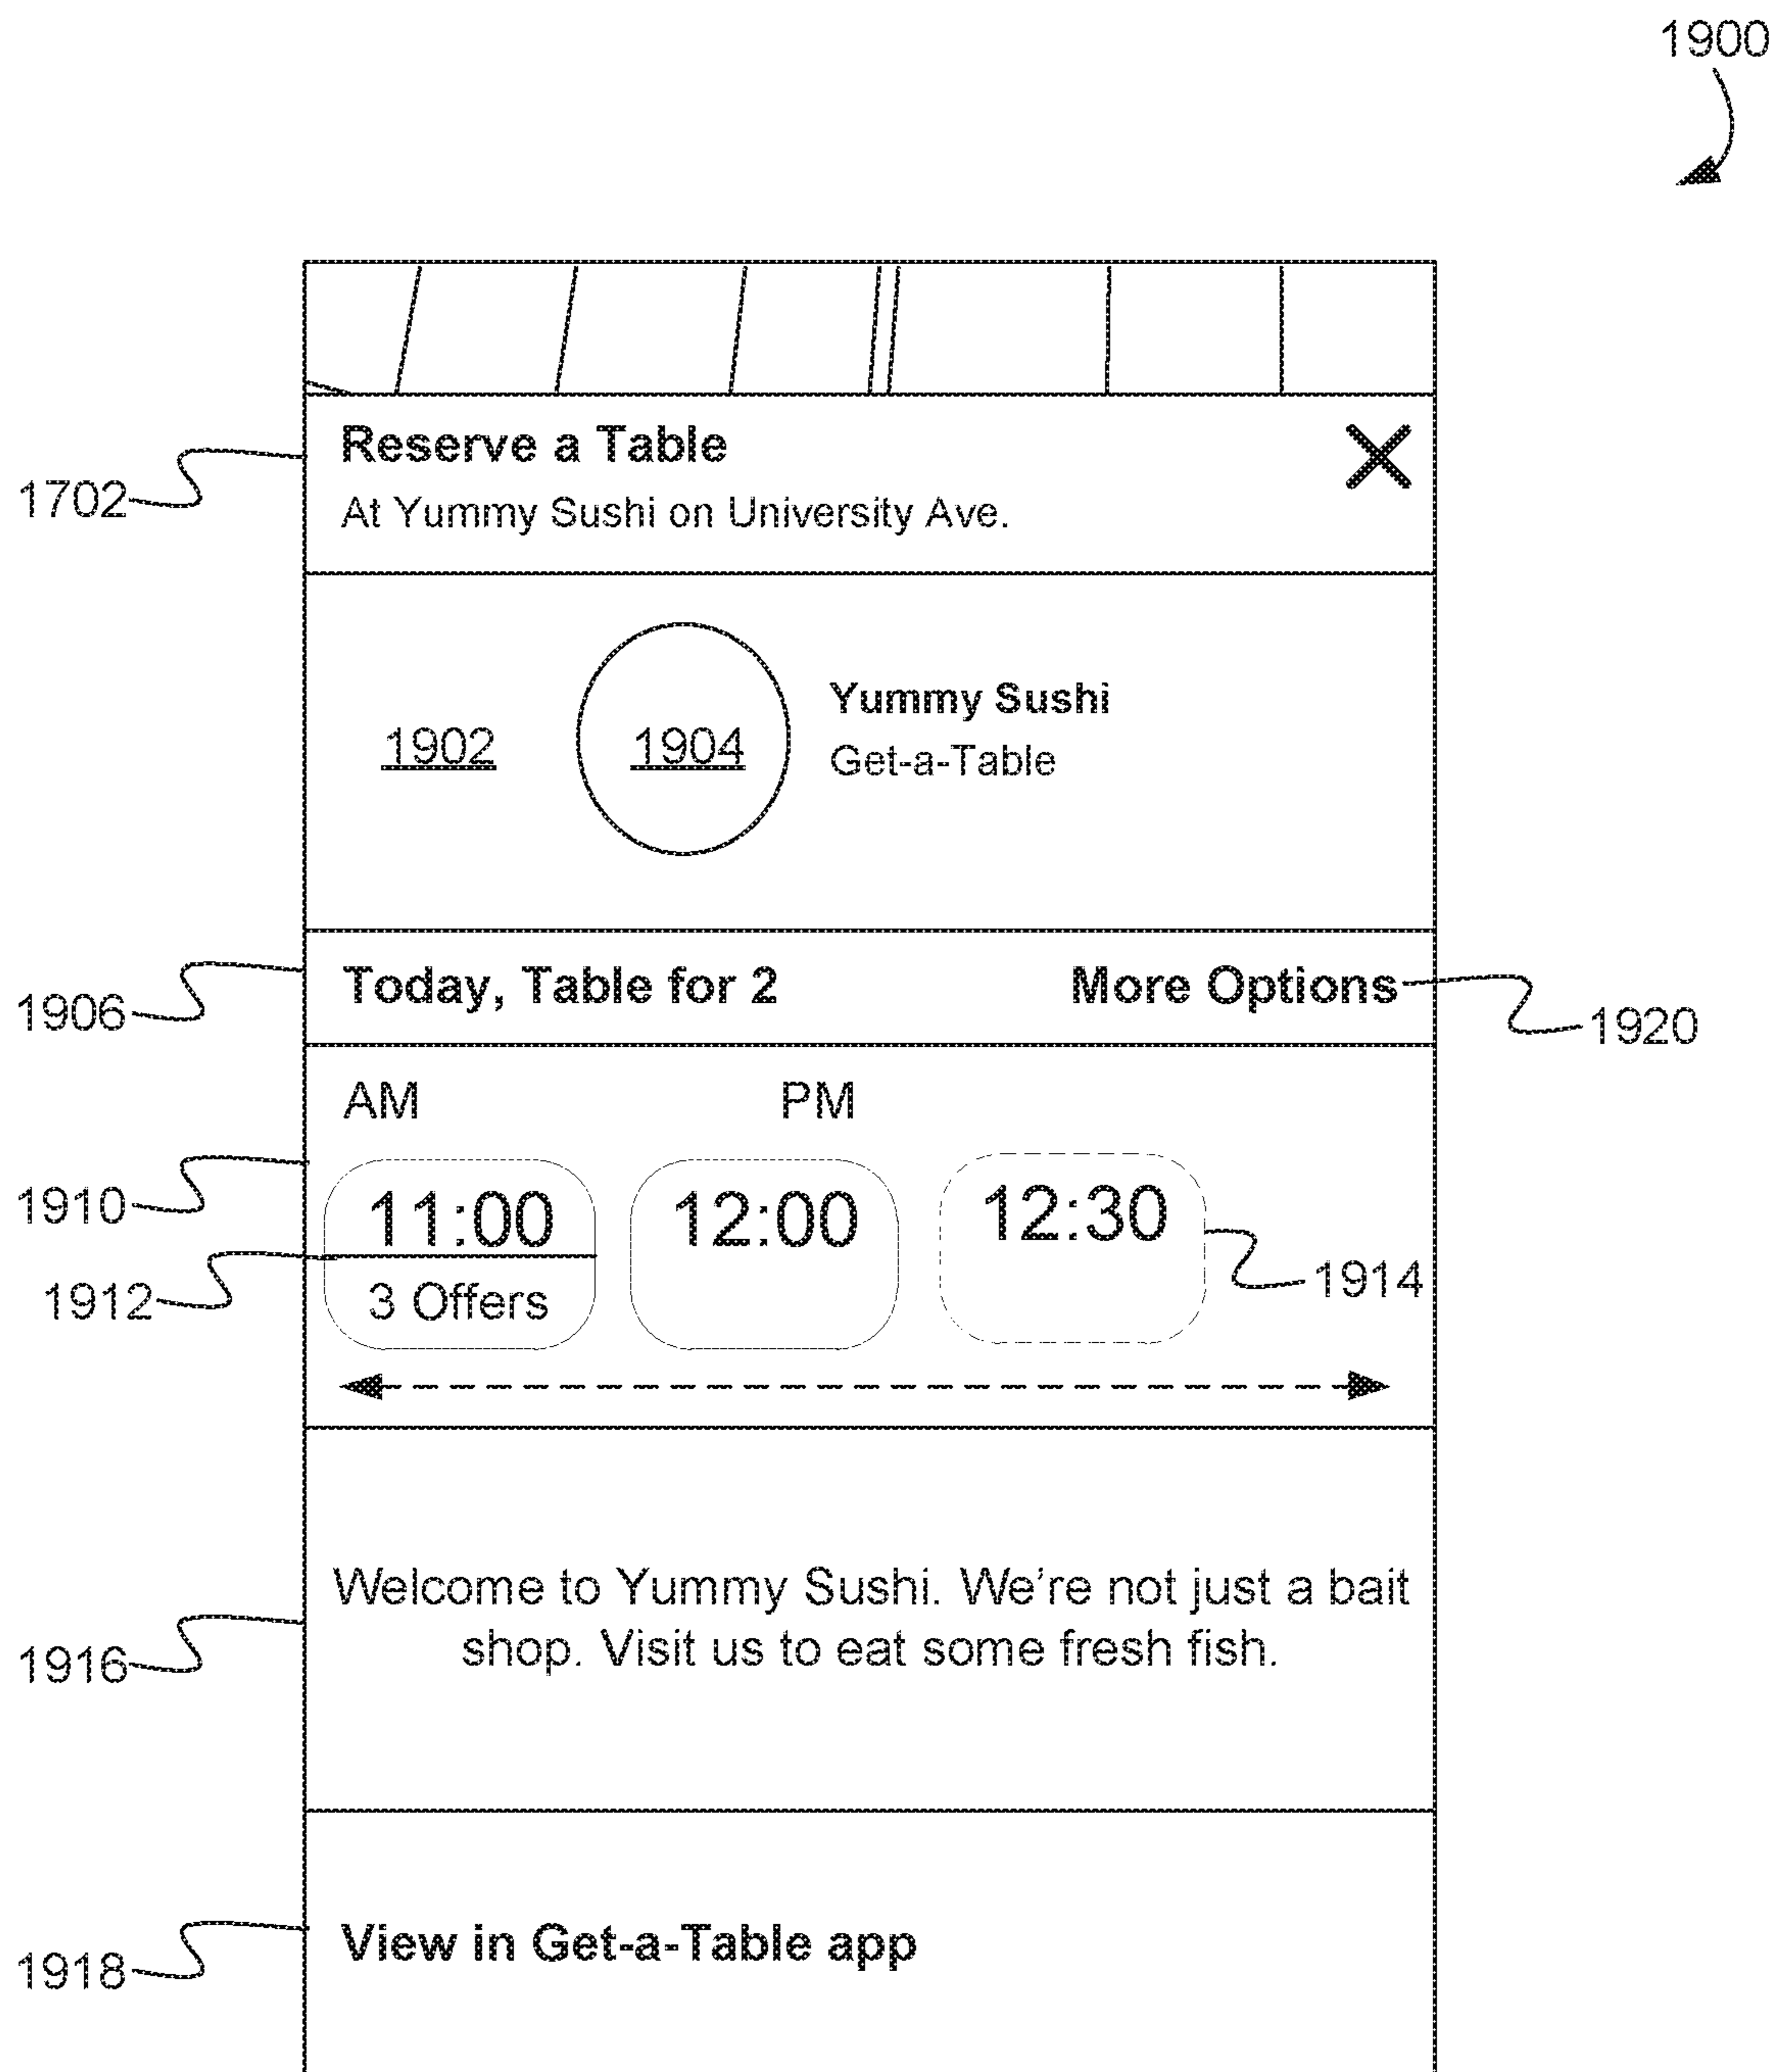 1900
Reserve a Table
1702
At Yummy Sushi on University Ave.
Yummy Sushi
1902
1904
Get-a-Table
1906
Today, Table for 2
More Options
1920
AM
PM
1910
11:00
12:00
12:30
1912
3 Offers
1914
Welcome to Yummy Sushi. We're not just a bait
shop. Visit us to eat some fresh fish.
1916
View in Get-a-Table app
1918